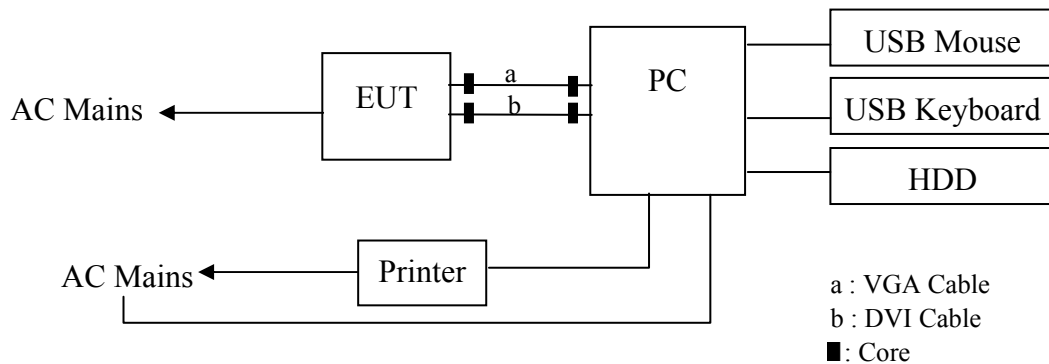 USB Mouse
a
PC
EUT
AC Mains
b
USB Keyboard
HDD
AC Mains
Printer
a : VGA Cable
b : DVI Cable
: Core